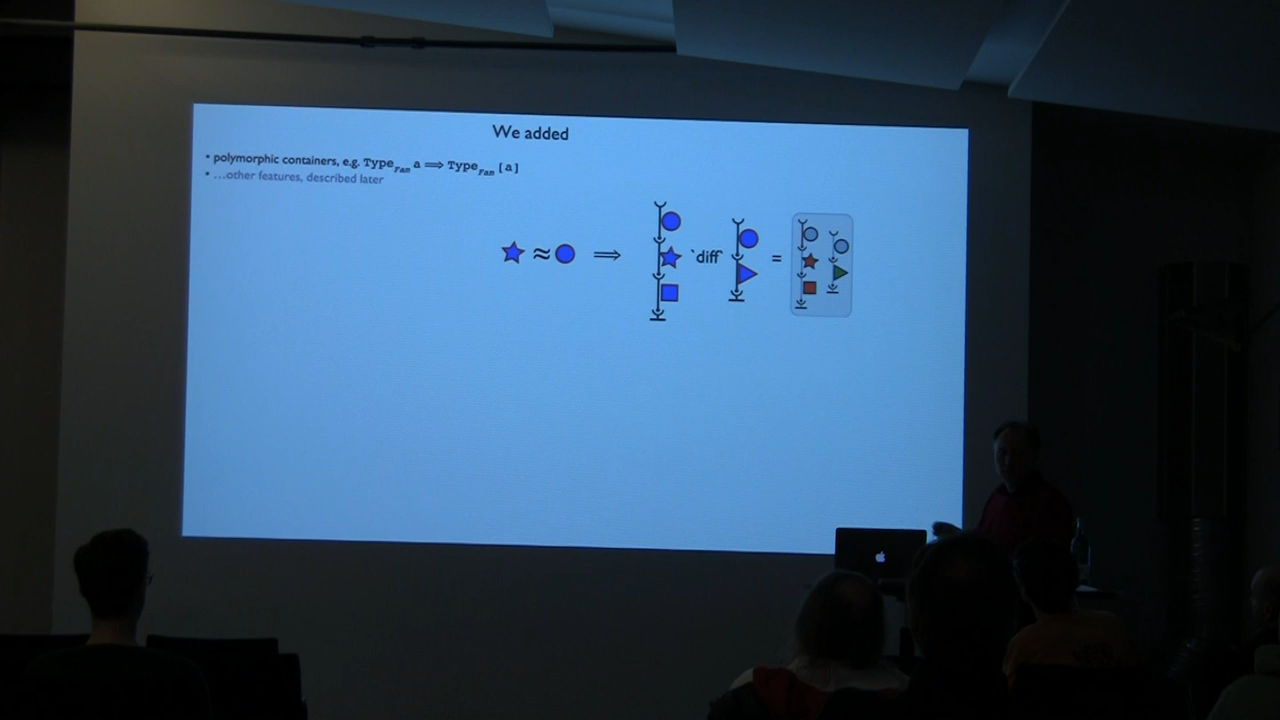 We added
• polymorphic containers, e.g. Type_Fam a ⟹ Type_Fam [a]
• ...other features, described later
≈ ⟹ `diff` =